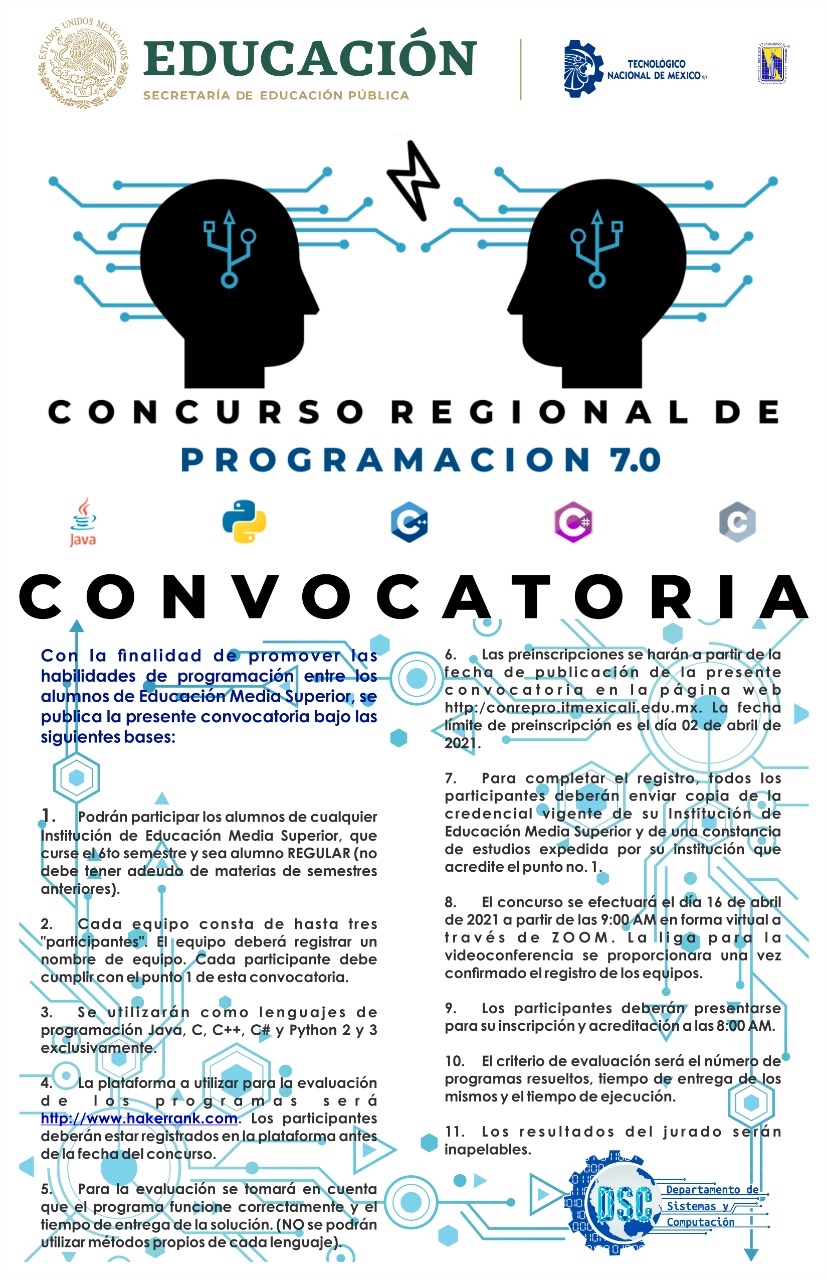 ESTADOS UNIDOS MEXICANOS
EDUCACIÓN
SECRETARÍA DE EDUCACIÓN PÚBLICA
TECNOLÓGICO
NACIONAL DE MEXICO
CONCURSO REGIONAL DE
PROGRAMACION 7.0
Java
C++
C#
C
CONVOCATORIA
Con la finalidad de promover las
habilidades de programación entre los
alumnos de Educación Media Superior, se
publica la presente convocatoria bajo las
siguientes bases:
1. Podrán participar los alumnos de cualquier
Institución de Educación Media Superior, que
curse el 6to semestre y sea alumno REGULAR (no
debe tener adeudo de materias de semestres
anteriores).
2. Cada equipo consta de hasta tres
"participantes". El equipo deberá registrar un
nombre de equipo. Cada participante debe
cumplir con el punto 1 de esta convocatoria.
3. Se utilizarán como lenguajes de
programación Java, C, C++, C# y Python 2 y 3
exclusivamente.
4. La plataforma a utilizar para la evaluación
de los programas será
http://www.hakerrank.com. Los participantes
deberán estar registrados en la plataforma antes
de la fecha del concurso.
5. Para la evaluación se tomará en cuenta
que el programa funcione correctamente y el
tiempo de entrega de la solución. (NO se podrán
utilizar métodos propios de cada lenguaje).
6. Las preinscripciones se harán a partir de la
fecha de publicación de la presente
convocatoria en la página web
http:/conrepro.itmexicali.edu.mx. La fecha
límite de preinscripción es el día 02 de abril de
2021.
7. Para completar el registro, todos los
participantes deberán enviar copia de la
credencial vigente de su Institución de
Educación Media Superior y de una constancia
de estudios expedida por su institución que
acredite el punto no. 1.
8. El concurso se efectuará el día 16 de abril
de 2021 a partir de las 9:00 AM en forma virtual a
través de ZOOM. La liga para la
videoconferencia se proporcionara una vez
confirmado el registro de los equipos.
9. Los participantes deberán presentarse
para su inscripción y acreditación a las 8:00 AM.
10. El criterio de evaluación será el número de
programas resueltos, tiempo de entrega de los
mismos y el tiempo de ejecución.
11. Los resultados del jurado serán
inapelables.
DSC
Departamento de
Sistemas y
Computación